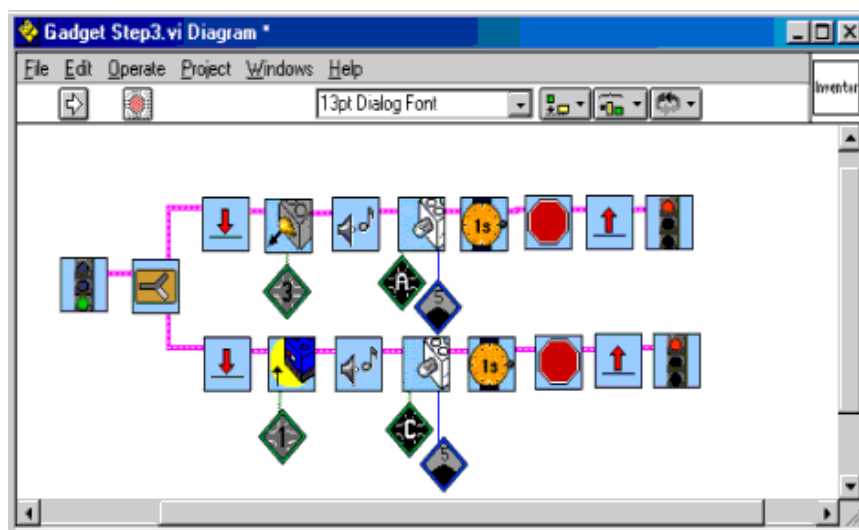 Gadget Step3.vi Diagram *
File Edit Operate Project Windows Help
13pt Dialog Font
Inventor
1s
3
A
5
1s
1
C
5